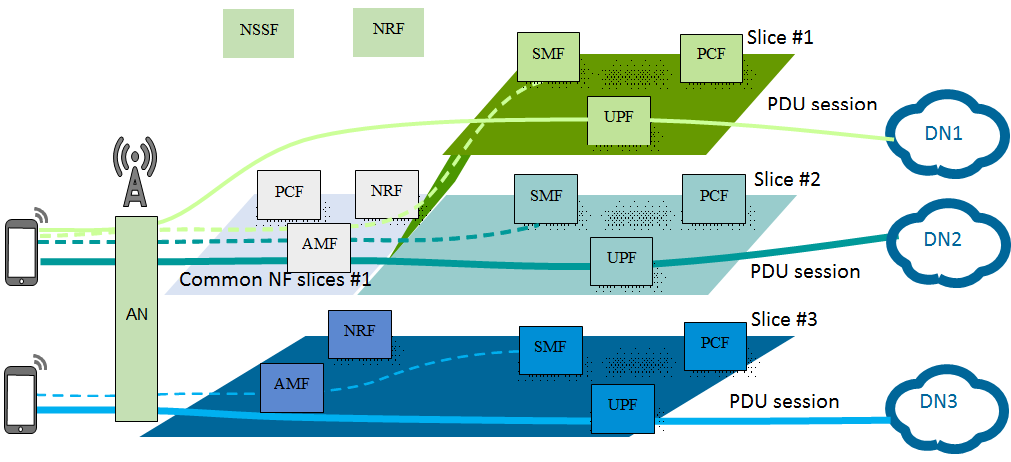 NSSF
NRF
SMF
PCF
Slice #1
UPF
PDU session
DN1
PCF
NRF
SMF
PCF
Slice #2
AMF
UPF
PDU session
DN2
Common NF slices #1
AN
NRF
SMF
PCF
Slice #3
AMF
UPF
PDU session
DN3